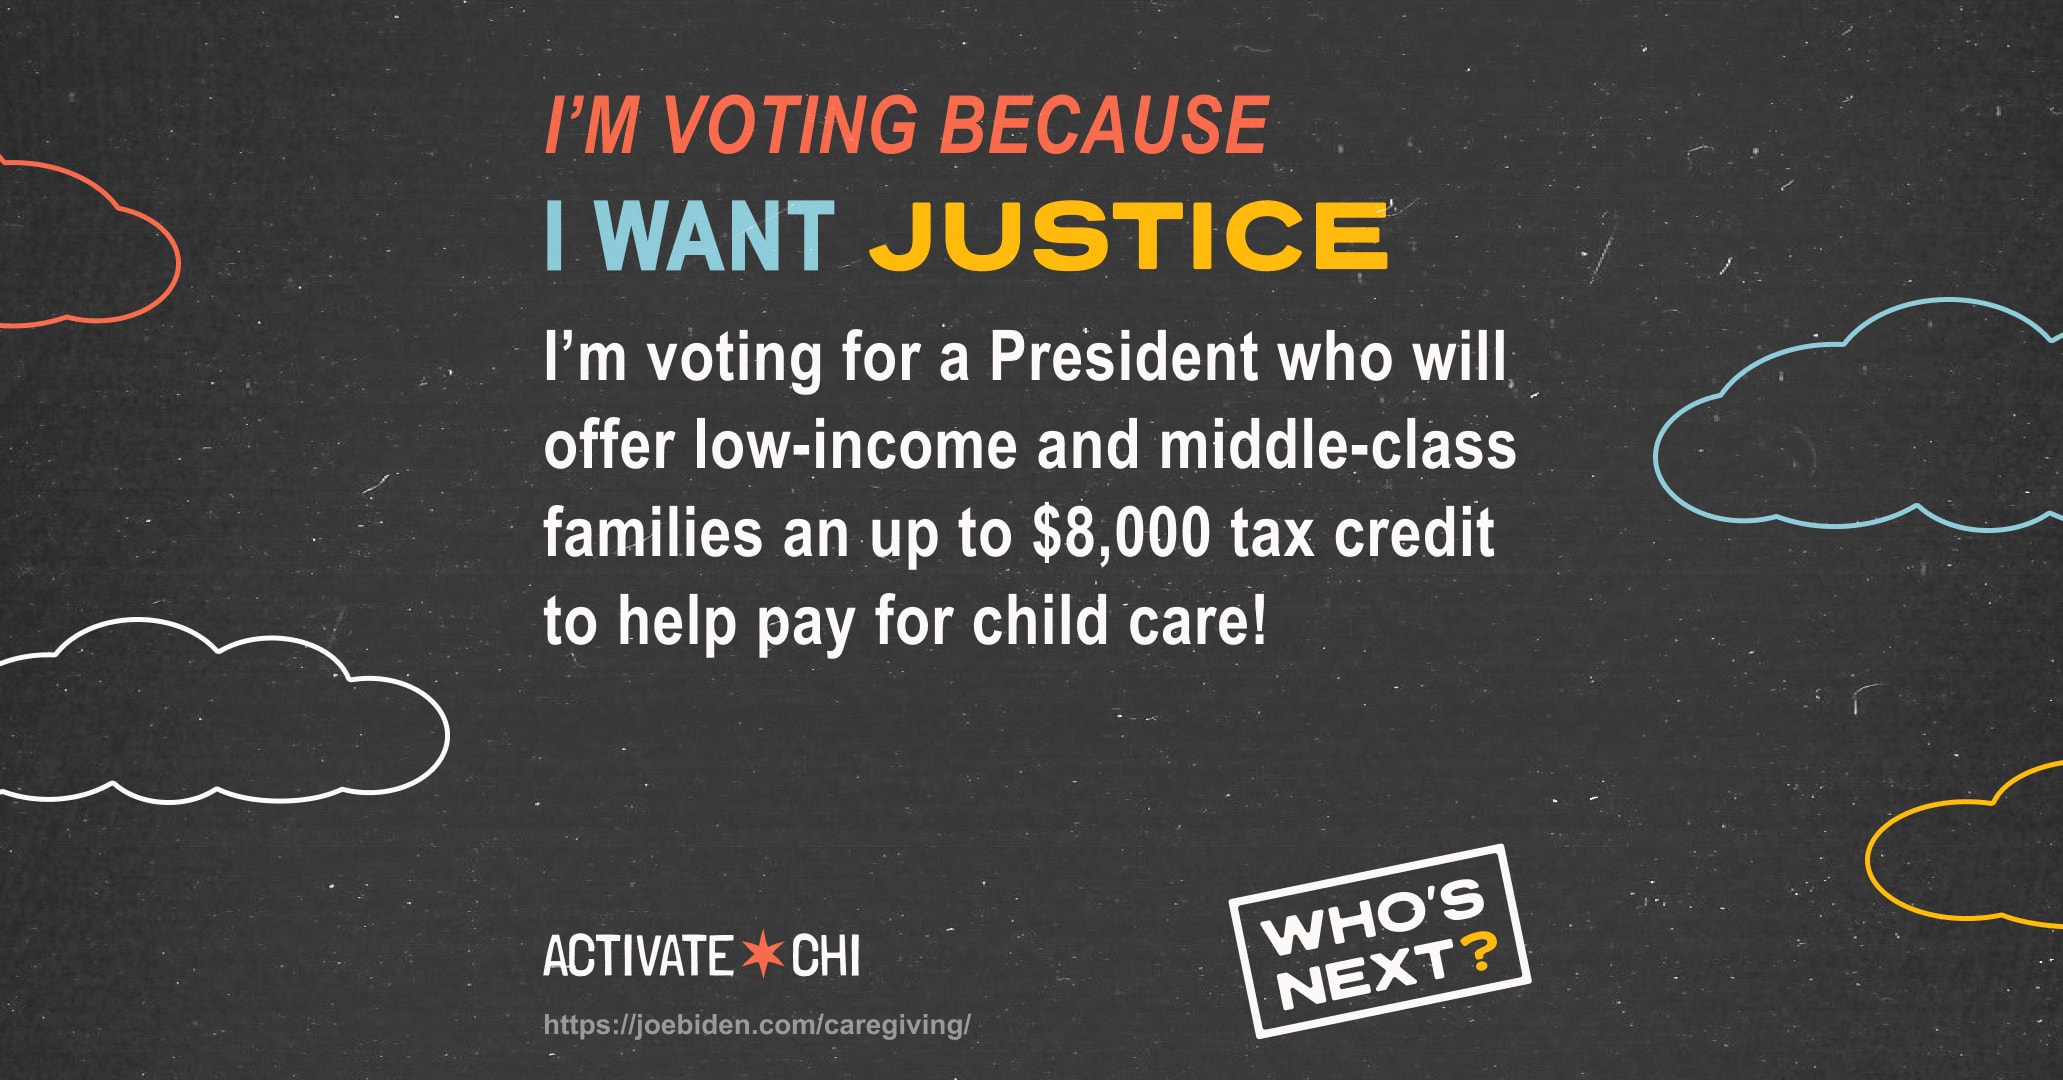 I'M VOTING BECAUSE
I WANT JUSTICE
I'm voting for a President who will
offer low-income and middle-class
families an up to $8,000 tax credit
to help pay for child care!
ACTIVATE CHI
https://joebiden.com/caregiving/
WHO'S
NEXT?